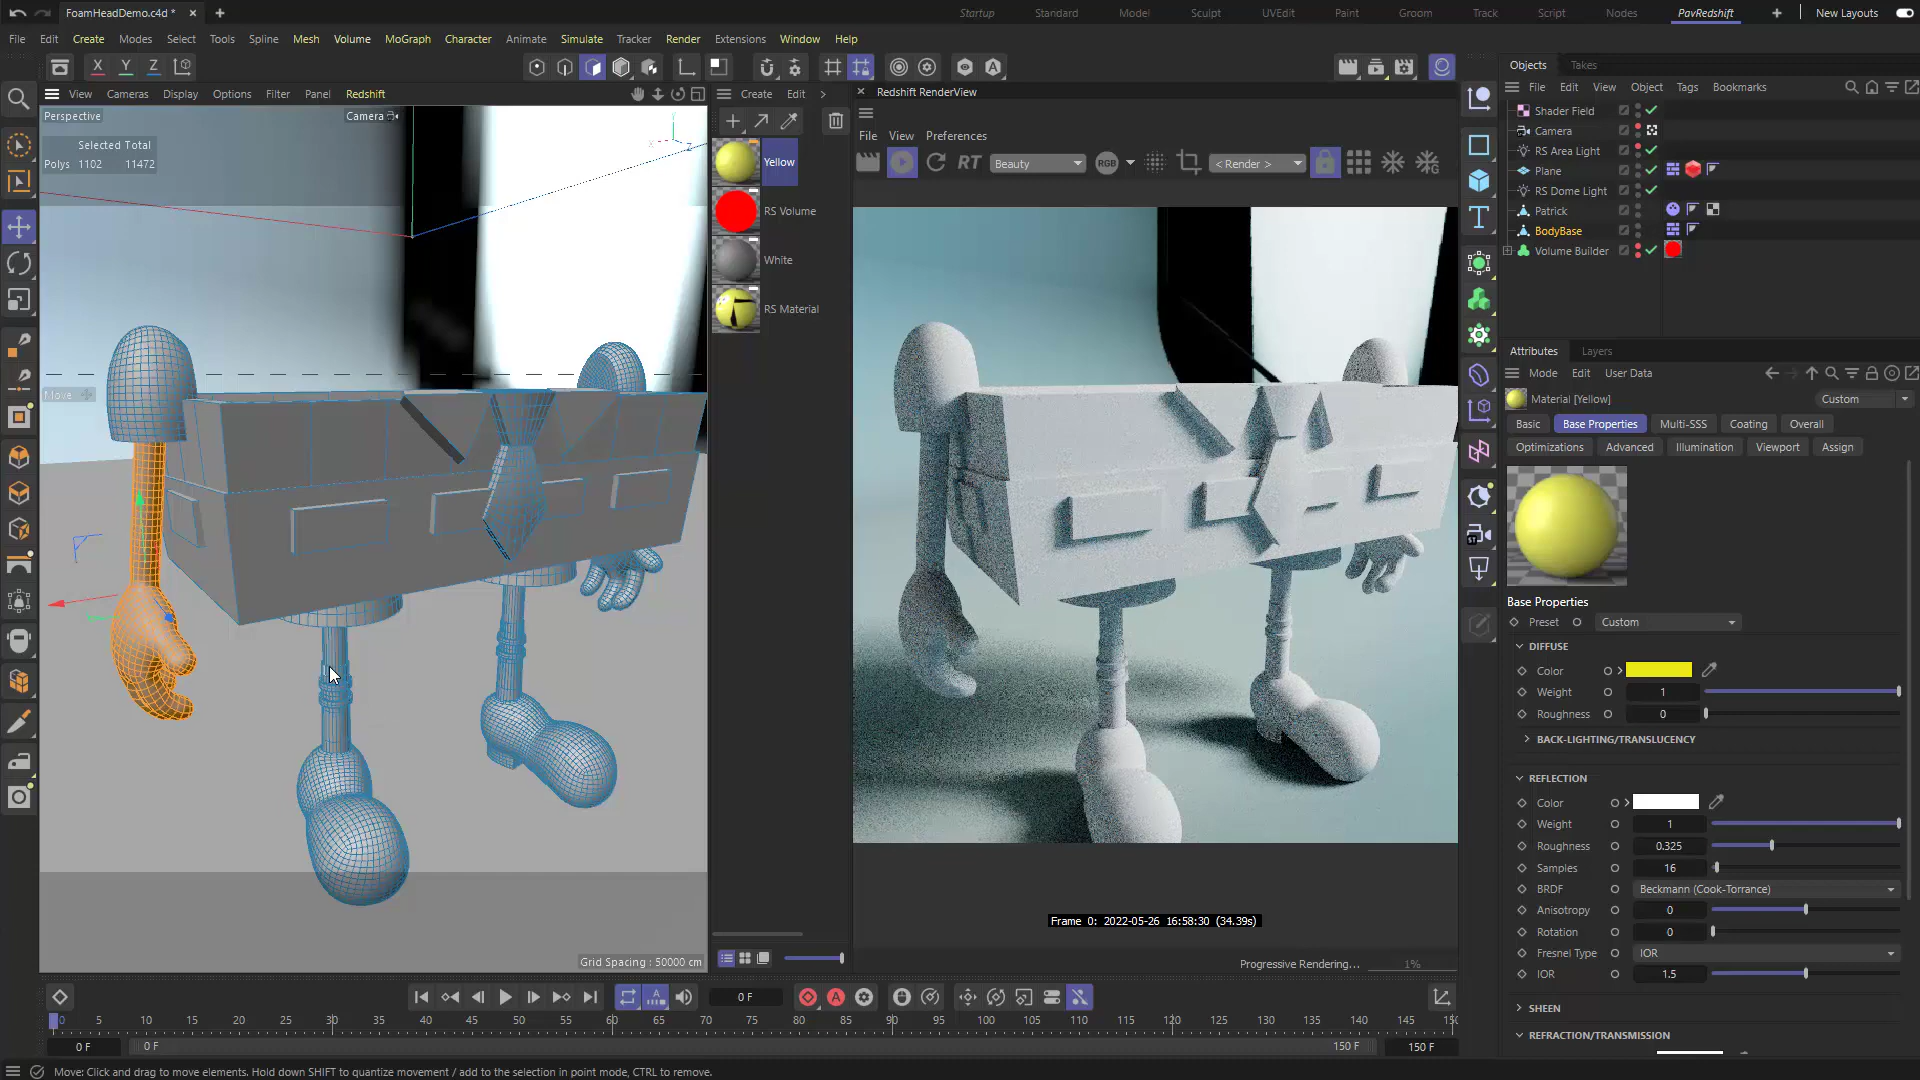 FoamHeadDemo.c4d *
Startup Standard Model Sculpt UVEdit Paint Groom Track Script Nodes PavRedshift New Layouts
File Edit Create Modes Select Tools Spline Mesh Volume MoGraph Character Animate Simulate Tracker Render Extensions Window Help
X Y Z
View Cameras Display Options Filter Panel Redshift
Perspective
Camera
Selected Total
Polys 1102 11472
Move
Grid Spacing : 50000 cm
Create Edit
Yellow
RS Volume
White
RS Material
Redshift RenderView
File View Preferences
RT Beauty RGB < Render >
Frame 0: 2022-05-26 16:58:30 (34.39s)
Progressive Rendering... 1%
Objects Takes
File Edit View Object Tags Bookmarks
Shader Field
Camera
RS Area Light
Plane
RS Dome Light
Patrick
BodyBase
Volume Builder
Attributes Layers
Mode Edit User Data
Material [Yellow]
Custom
Basic Base Properties Multi-SSS Coating Overall
Optimizations Advanced Illumination Viewport Assign
Base Properties
Preset Custom
DIFFUSE
Color
Weight 1
Roughness 0
BACK-LIGHTING/TRANSLUCENCY
REFLECTION
Color
Weight 1
Roughness 0.325
Samples 16
BRDF Beckmann (Cook-Torrance)
Anisotropy 0
Rotation 0
Fresnel Type IOR
IOR 1.5
SHEEN
REFRACTION/TRANSMISSION
0 F
0 5 10 15 20 25 30 35 40 45 50 55 60 65 70 75 80 85 90 95 100 105 110 115 120 125 130 135 140 145 150
0 F 0 F 150 F 150 F
Move: Click and drag to move elements. Hold down SHIFT to quantize movement / add to the selection in point mode, CTRL to remove.